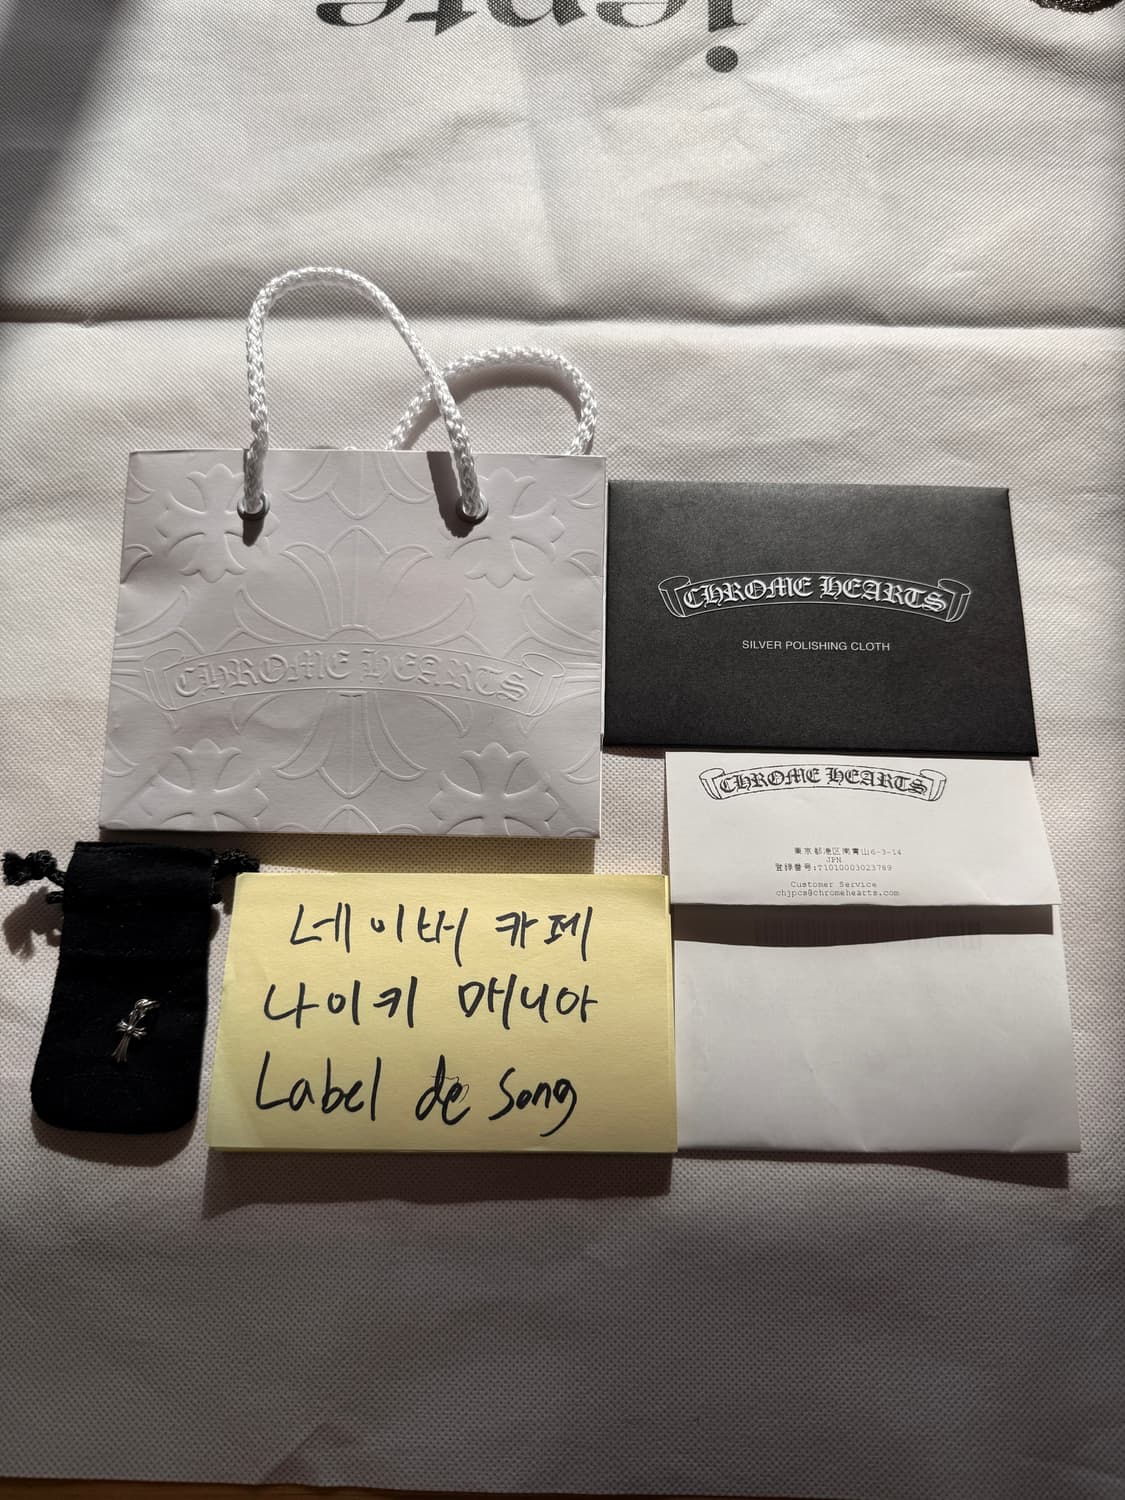 iente
CHROME HEARTS
CHROME HEARTS
SILVER POLISHING CLOTH
CHROME HEARTS
東京都港区南青山6-3-14
JPN
登録番号:T1010003023789
Customer Service
chjpcs@chromehearts.com
네이버 카페
나이키 매니아
Label de Song